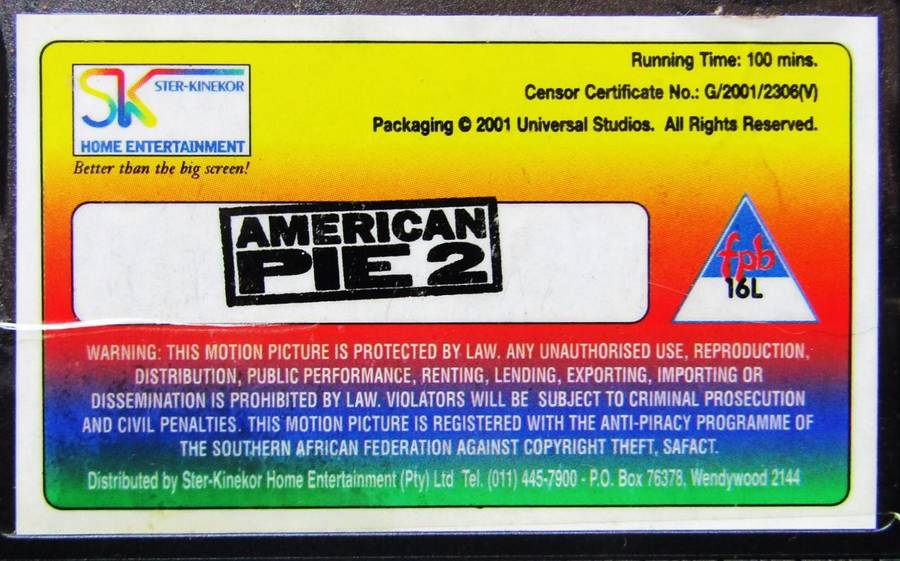 SK STER-KINEKOR
HOME ENTERTAINMENT
Better than the big screen!
Running Time: 100 mins.
Censor Certificate No.: G/2001/2306(V)
Packaging © 2001 Universal Studios. All Rights Reserved.
AMERICAN
PIE 2
fpb
16L
WARNING: THIS MOTION PICTURE IS PROTECTED BY LAW. ANY UNAUTHORISED USE, REPRODUCTION,
DISTRIBUTION, PUBLIC PERFORMANCE, RENTING, LENDING, EXPORTING, IMPORTING OR
DISSEMINATION IS PROHIBITED BY LAW. VIOLATORS WILL BE SUBJECT TO CRIMINAL PROSECUTION
AND CIVIL PENALTIES. THIS MOTION PICTURE IS REGISTERED WITH THE ANTI-PIRACY PROGRAMME OF
THE SOUTHERN AFRICAN FEDERATION AGAINST COPYRIGHT THEFT, SAFACT.
Distributed by Ster-Kinekor Home Entertainment (Pty) Ltd Tel. (011) 445-7900 - P.O. Box 76378, Wendywood 2144